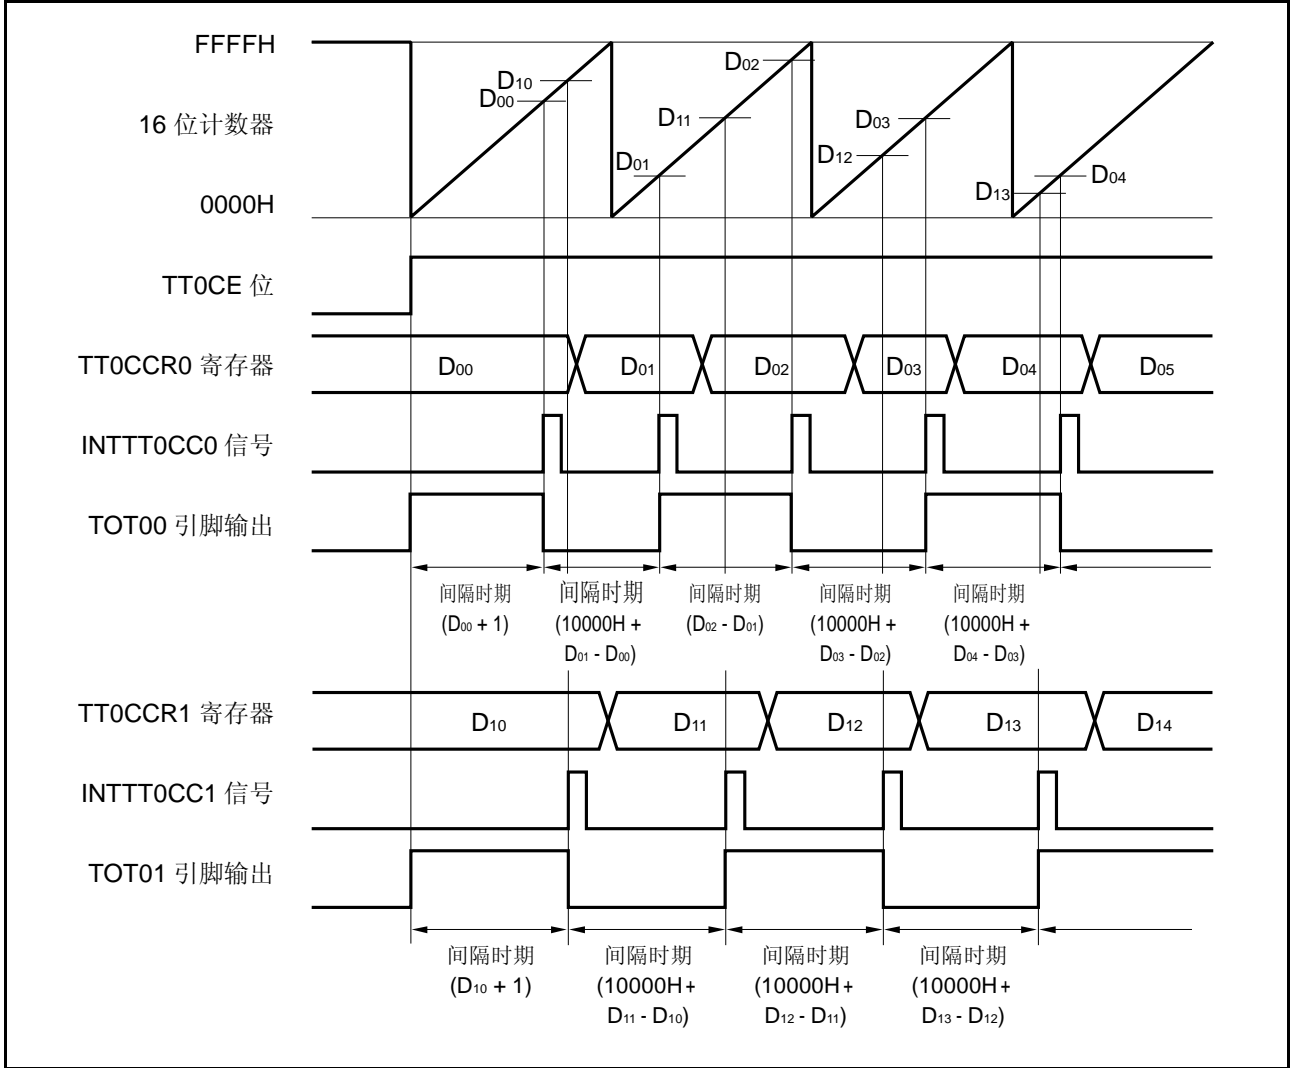 FFFFH
16 位计数器
0000H
D10
D00
D01
D11
D02
D12
D03
D13
D04
TT0CE 位
TT0CCR0 寄存器
D00
D01
D02
D03
D04
D05
INTTT0CC0 信号
TOT00 引脚输出
间隔时期
(D00 + 1)
间隔时期
(10000H +
D01 - D00)
间隔时期
(D02 - D01)
间隔时期
(10000H +
D03 - D02)
间隔时期
(10000H +
D04 - D03)
TT0CCR1 寄存器
D10
D11
D12
D13
D14
INTTT0CC1 信号
TOT01 引脚输出
间隔时期
(D10 + 1)
间隔时期
(10000H +
D11 - D10)
间隔时期
(10000H +
D12 - D11)
间隔时期
(10000H +
D13 - D12)